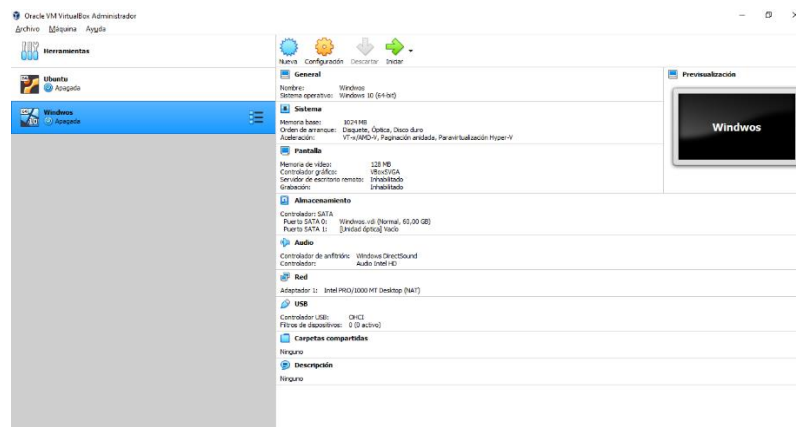 Oracle VM VirtualBox Administrador
Archivo Máquina Ayuda
Herramientas
Ubuntu
Apagada
Windwos
Apagada
Nueva Configuración Descartar Iniciar
General
Nombre: Windwos
Sistema operativo: Windows 10 (64-bit)
Sistema
Memoria base: 1024 MB
Orden de arranque: Disquete, Óptica, Disco duro
Aceleración: VT-x/AMD-V, Paginación anidada, Paravirtualización Hyper-V
Pantalla
Memoria de vídeo: 128 MB
Controlador gráfico: VBoxSVGA
Servidor de escritorio remoto: Inhabilitado
Grabación: Inhabilitado
Almacenamiento
Controlador: SATA
Puerto SATA 0: Windwos.vdi (Normal, 60,00 GB)
Puerto SATA 1: [Unidad óptica] Vacío
Audio
Controlador de anfitrión: Windows DirectSound
Controlador: Audio Intel HD
Red
Adaptador 1: Intel PRO/1000 MT Desktop (NAT)
USB
Controlador USB: OHCI
Filtros de dispositivos: 0 (0 activo)
Carpetas compartidas
Ninguno
Descripción
Ninguno
Previsualización
Windwos